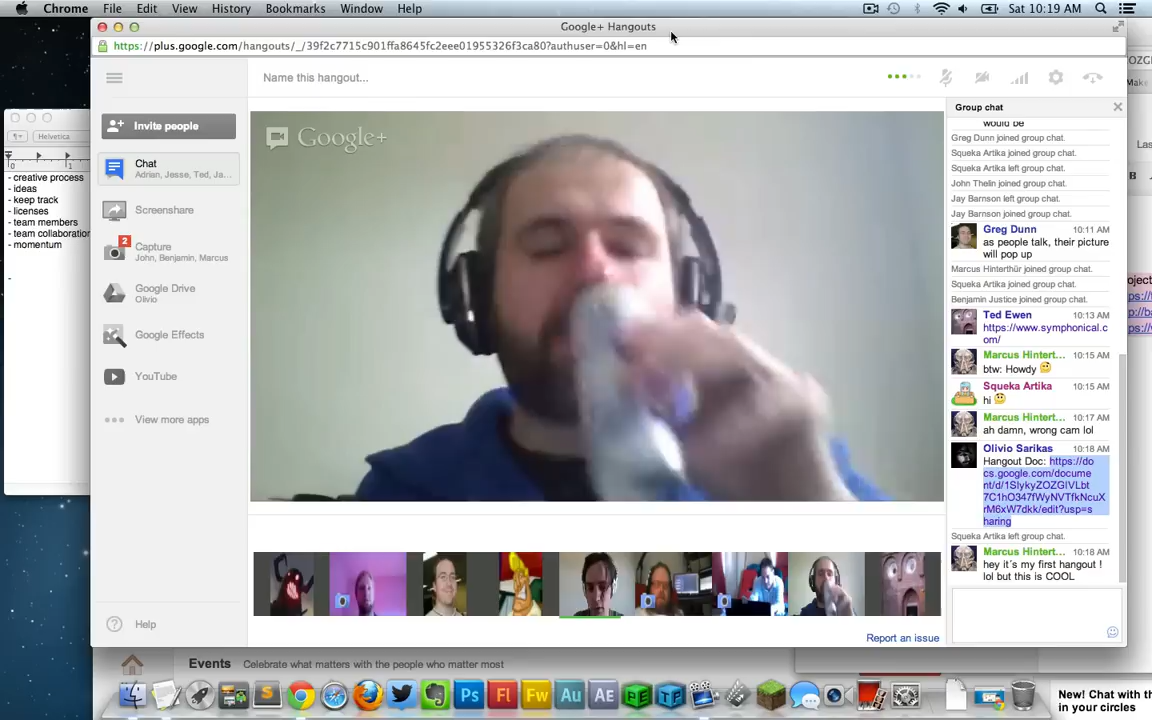 Chrome File Edit View History Bookmarks Window Help Sat 10:19 AM
Google+ Hangouts
https://plus.google.com/hangouts/_/39f2c7715c901ffa8645fc2eee01955326f3ca80?authuser=0&hl=en
Name this hangout...
Helvetica
- creative process
- ideas
- keep track
- licenses
- team members
- team collaboration
- momentum
-
Invite people
Chat
Adrian, Jesse, Ted, Ja...
Screenshare
2
Capture
John, Benjamin, Marcus
Google Drive
Olivio
Google Effects
YouTube
View more apps
Help
Google+
Group chat
would be
Greg Dunn joined group chat.
Squeka Artika joined group chat.
Squeka Artika left group chat.
John Thelin joined group chat.
Jay Barnson left group chat.
Jay Barnson joined group chat.
Greg Dunn 10:11 AM
as people talk, their picture
will pop up
Marcus Hinterthür joined group chat.
Squeka Artika joined group chat.
Benjamin Justice joined group chat.
Ted Ewen 10:13 AM
https://www.symphonical.c
om/
Marcus Hintert... 10:15 AM
btw: Howdy
Squeka Artika 10:15 AM
hi
Marcus Hintert... 10:17 AM
ah damn, wrong cam lol
Olivio Sarikas 10:18 AM
Hangout Doc: https://do
cs.google.com/docume
nt/d/1SlykyZOZGlVLbt
7C1hO347fWyNVTfkNcuX
rM6xW7dkk/edit?usp=s
haring
Squeka Artika left group chat.
Marcus Hintert... 10:18 AM
hey it´s my first hangout !
lol but this is COOL
Report an issue
Events Celebrate what matters with the people who matter most
Ps Fl Fw Au Ae PE TP
New! Chat with th
in your circles